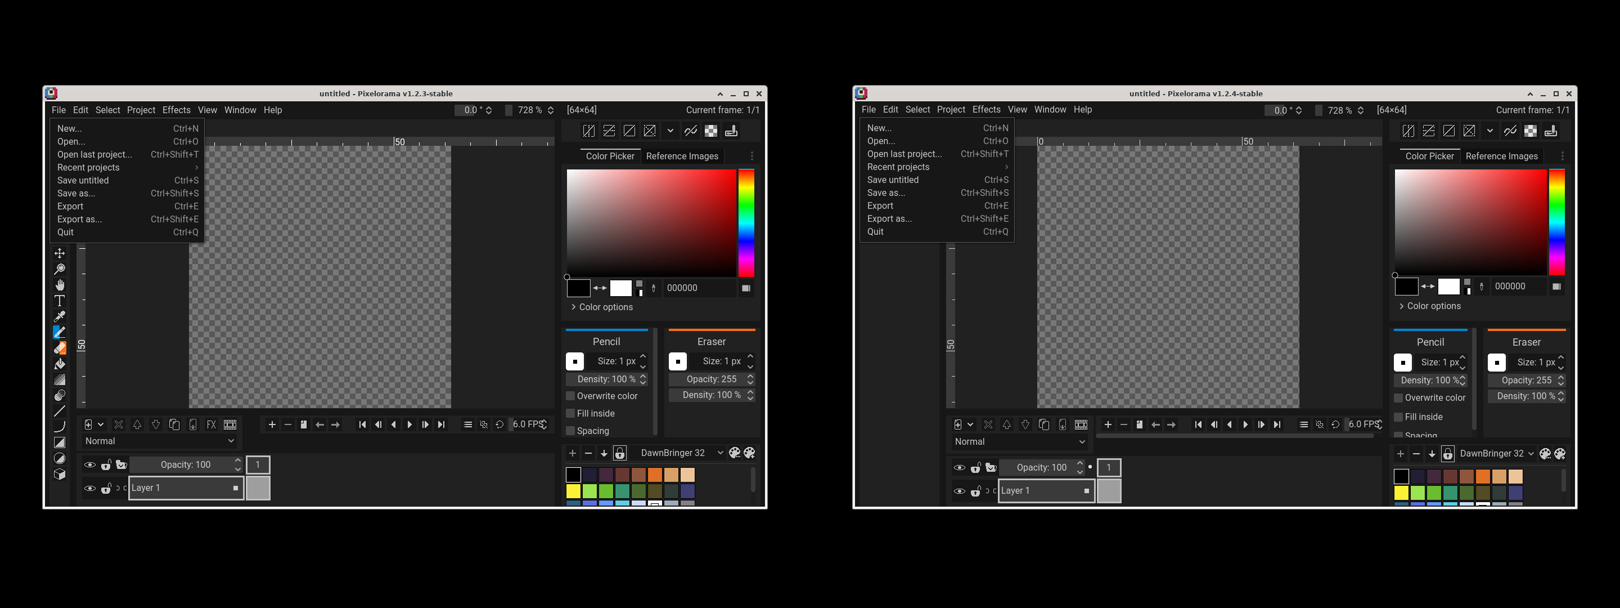 untitled - Pixelorama v1.2.3-stable
File Edit Select Project Effects View Window Help 0.0 ° 728 % [64×64] Current frame: 1/1
New... Ctrl+N
Open... Ctrl+O
Open last project... Ctrl+Shift+T
Recent projects
Save untitled Ctrl+S
Save as... Ctrl+Shift+S
Export Ctrl+E
Export as... Ctrl+Shift+E
Quit Ctrl+Q
50
50
Color Picker Reference Images
000000
Color options
Pencil Eraser
Size: 1 px Size: 1 px
Density: 100 % Opacity: 255
Overwrite color Density: 100 %
Fill inside
Spacing
FX 6.0 FPS
Normal
DawnBringer 32
Opacity: 100 1
Layer 1
untitled - Pixelorama v1.2.4-stable
File Edit Select Project Effects View Window Help 0.0 ° 728 % [64×64] Current frame: 1/1
New... Ctrl+N
Open... Ctrl+O
Open last project... Ctrl+Shift+T
Recent projects
Save untitled Ctrl+S
Save as... Ctrl+Shift+S
Export Ctrl+E
Export as... Ctrl+Shift+E
Quit Ctrl+Q
0 50
50
Color Picker Reference Images
000000
Color options
Pencil Eraser
Size: 1 px Size: 1 px
Density: 100 % Opacity: 255
Overwrite color Density: 100 %
Fill inside
Spacing
6.0 FPS
Normal
DawnBringer 32
Opacity: 100 1
Layer 1